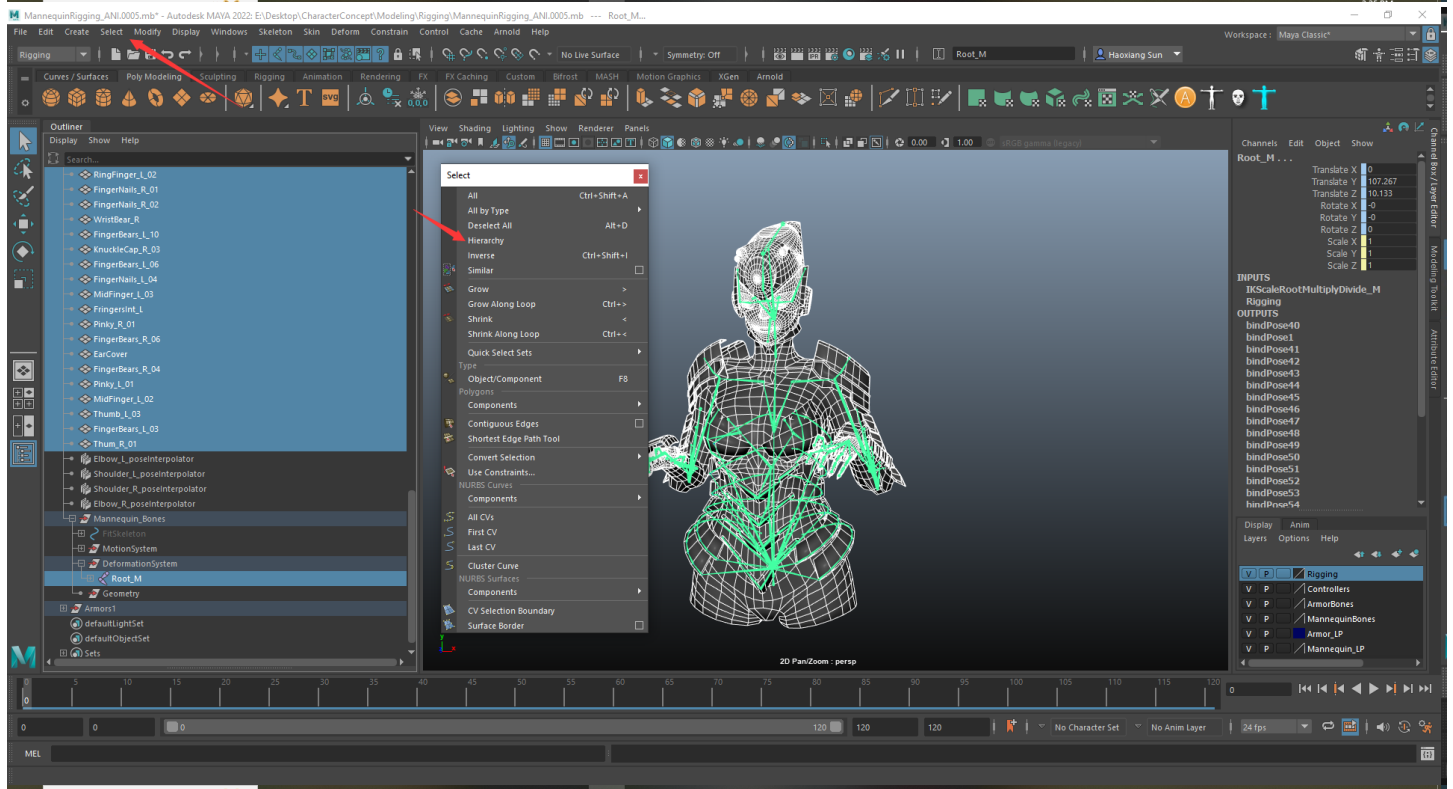 MannequinRigging_ANI.0005.mb* - Autodesk MAYA 2022: E:\Desktop\CharacterConcept\Modeling\Rigging\MannequinRigging_ANI.0005.mb --- Root_M...
File Edit Create Select Modify Display Windows Skeleton Skin Deform Constrain Control Cache Arnold Help
Workspace: Maya Classic*
Rigging
No Live Surface
Symmetry: Off
Root_M
Haoxiang Sun
Curves / Surfaces Poly Modeling Sculpting Rigging Animation Rendering FX FX Caching Custom Bifrost MASH Motion Graphics XGen Arnold
T
SVG
0,0,0
Outliner
Display Show Help
Search...
RingFinger_L_02
FingerNails_R_01
FingerNails_R_02
WristBear_R
FingerBears_L_10
KnuckleCap_R_03
FingerBears_L_06
FingerNails_L_04
MidFinger_L_03
FringersInt_L
Pinky_R_01
FingerBears_R_06
EarCover
FingerBears_R_04
Pinky_L_01
MidFinger_L_02
Thumb_L_03
FingerBears_L_03
Thum_R_01
Elbow_L_poseInterpolator
Shoulder_L_poseInterpolator
Shoulder_R_poseInterpolator
Elbow_R_poseInterpolator
Mannequin_Bones
FitSkeleton
MotionSystem
DeformationSystem
Root_M
Geometry
Armors1
defaultLightSet
defaultObjectSet
Sets
View Shading Lighting Show Renderer Panels
0.00
1.00
sRGB gamma (legacy)
Select
x
All Ctrl+Shift+A
All by Type
Deselect All Alt+D
Hierarchy
Inverse Ctrl+Shift+I
Similar
Grow >
Grow Along Loop Ctrl+>
Shrink <
Shrink Along Loop Ctrl+<
Quick Select Sets
Type
Object/Component F8
Polygons
Components
Contiguous Edges
Shortest Edge Path Tool
Convert Selection
Use Constraints...
NURBS Curves
Components
All CVs
First CV
Last CV
Cluster Curve
NURBS Surfaces
Components
CV Selection Boundary
Surface Border
y
x
2D Pan/Zoom : persp
Channels Edit Object Show
Root_M . . .
Translate X 0
Translate Y 107.267
Translate Z 10.133
Rotate X -0
Rotate Y -0
Rotate Z 0
Scale X 1
Scale Y 1
Scale Z 1
INPUTS
IKScaleRootMultiplyDivide_M
Rigging
OUTPUTS
bindPose40
bindPose1
bindPose41
bindPose42
bindPose43
bindPose44
bindPose45
bindPose46
bindPose47
bindPose48
bindPose49
bindPose50
bindPose51
bindPose52
bindPose53
bindPose54
Channel Box / Layer Editor
Modeling Toolkit
Attribute Editor
Display Anim
Layers Options Help
V P Rigging
V P Controllers
V P ArmorBones
V P MannequinBones
V P Armor_LP
V P Mannequin_LP
0 5 10 15 20 25 30 35 40 45 50 55 60 65 70 75 80 85 90 95 100 105 110 115 120
0
0
0
0
0
120
120
120
No Character Set
No Anim Layer
24 fps
MEL